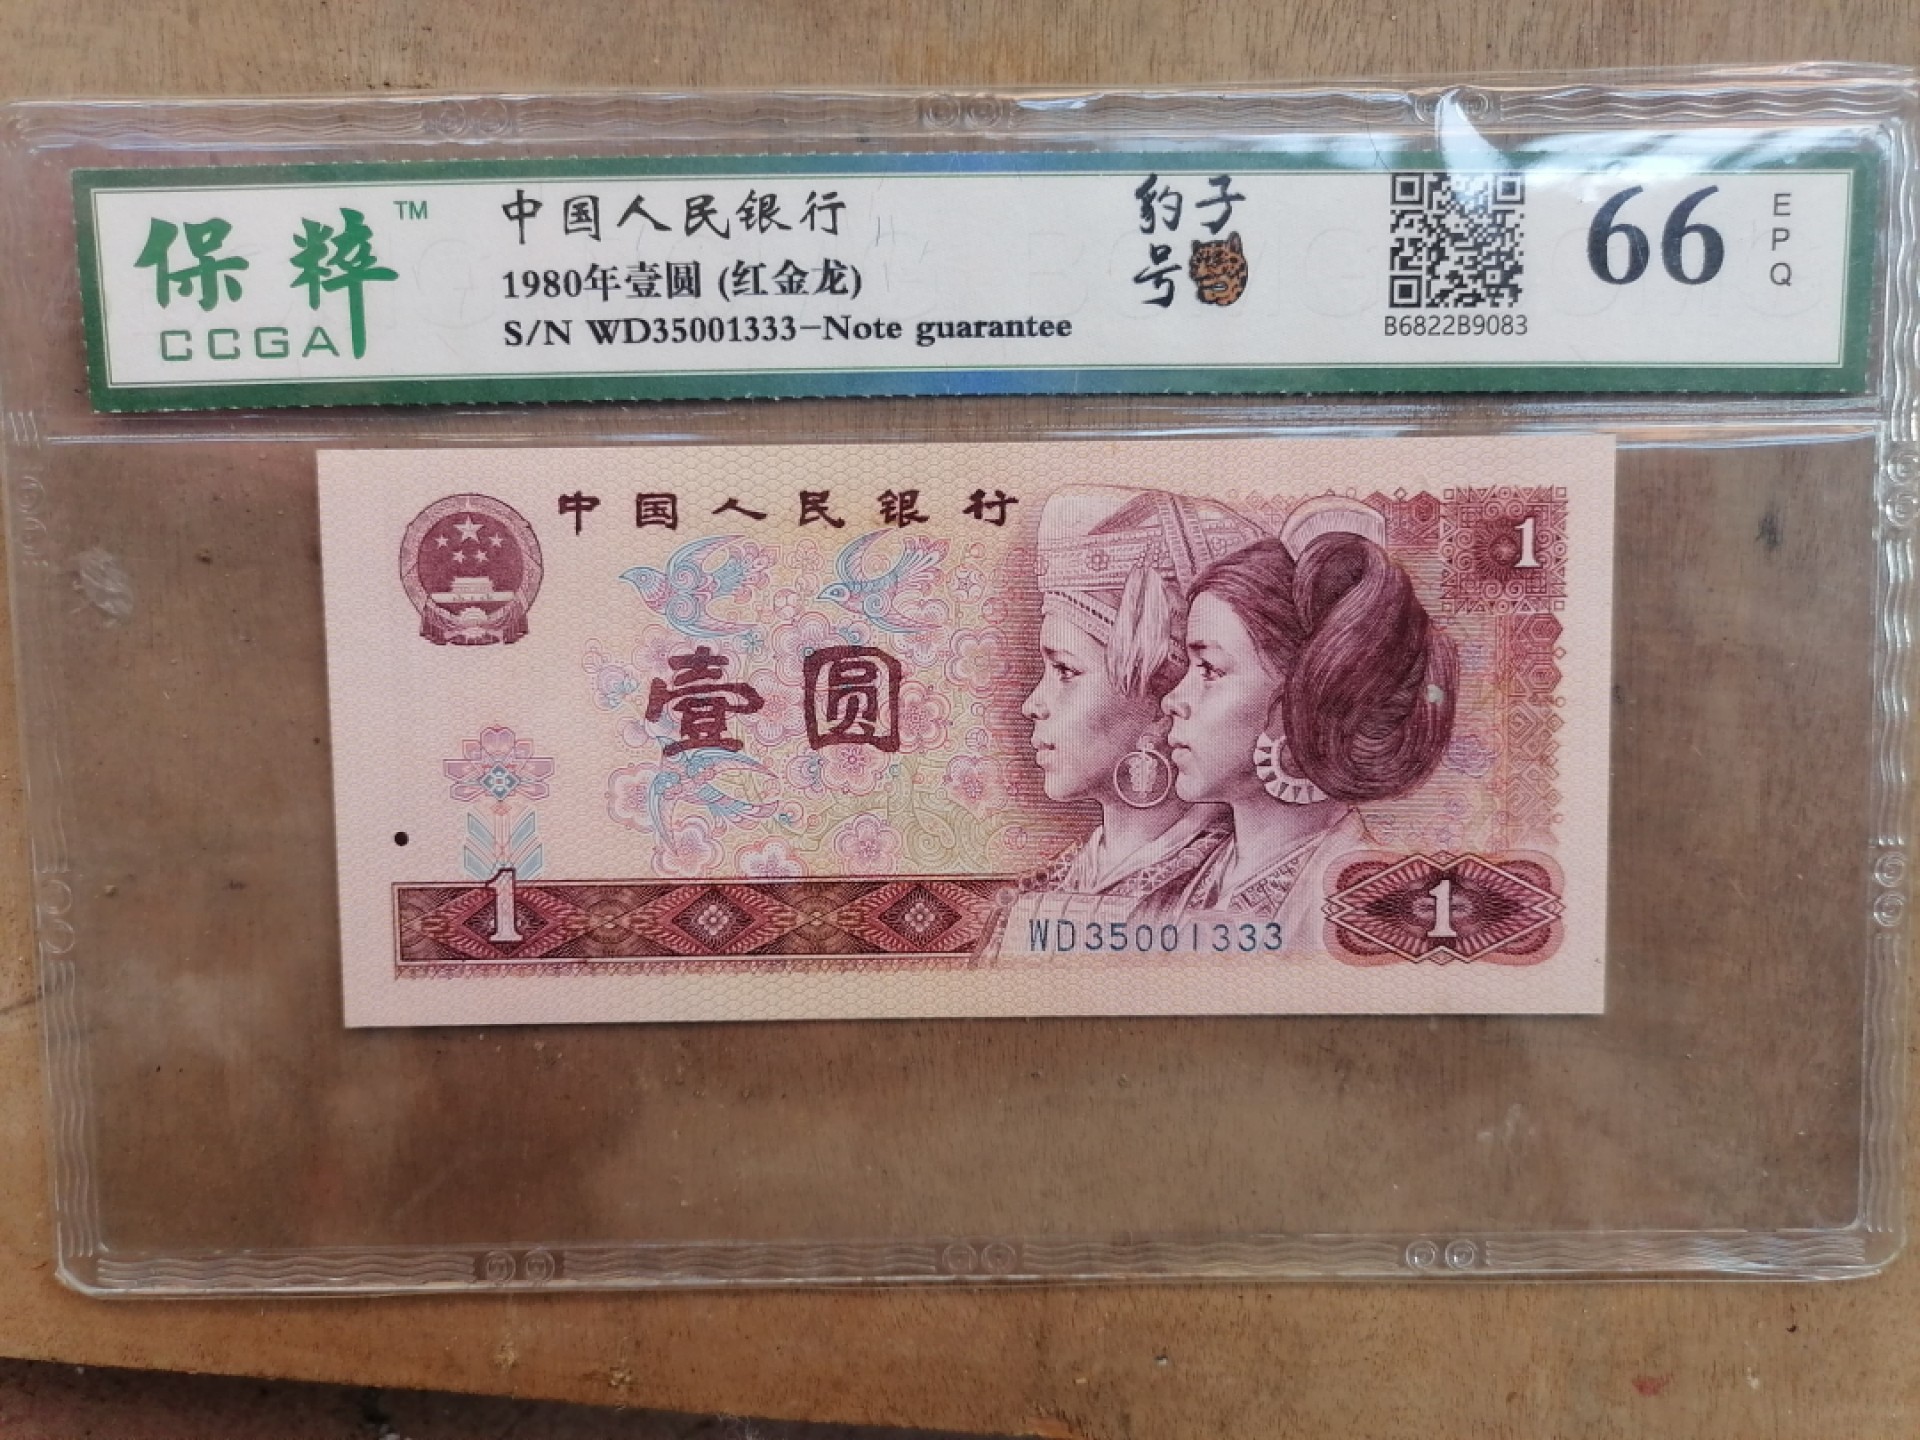 保粹™
CCGA
中国人民银行
1980年壹圆 (红金龙)
S/N WD35001333-Note guarantee
豹子
号
B6822B9083
66
EPQ
中国人民银行
1
壹圆
1
WD35001333
1